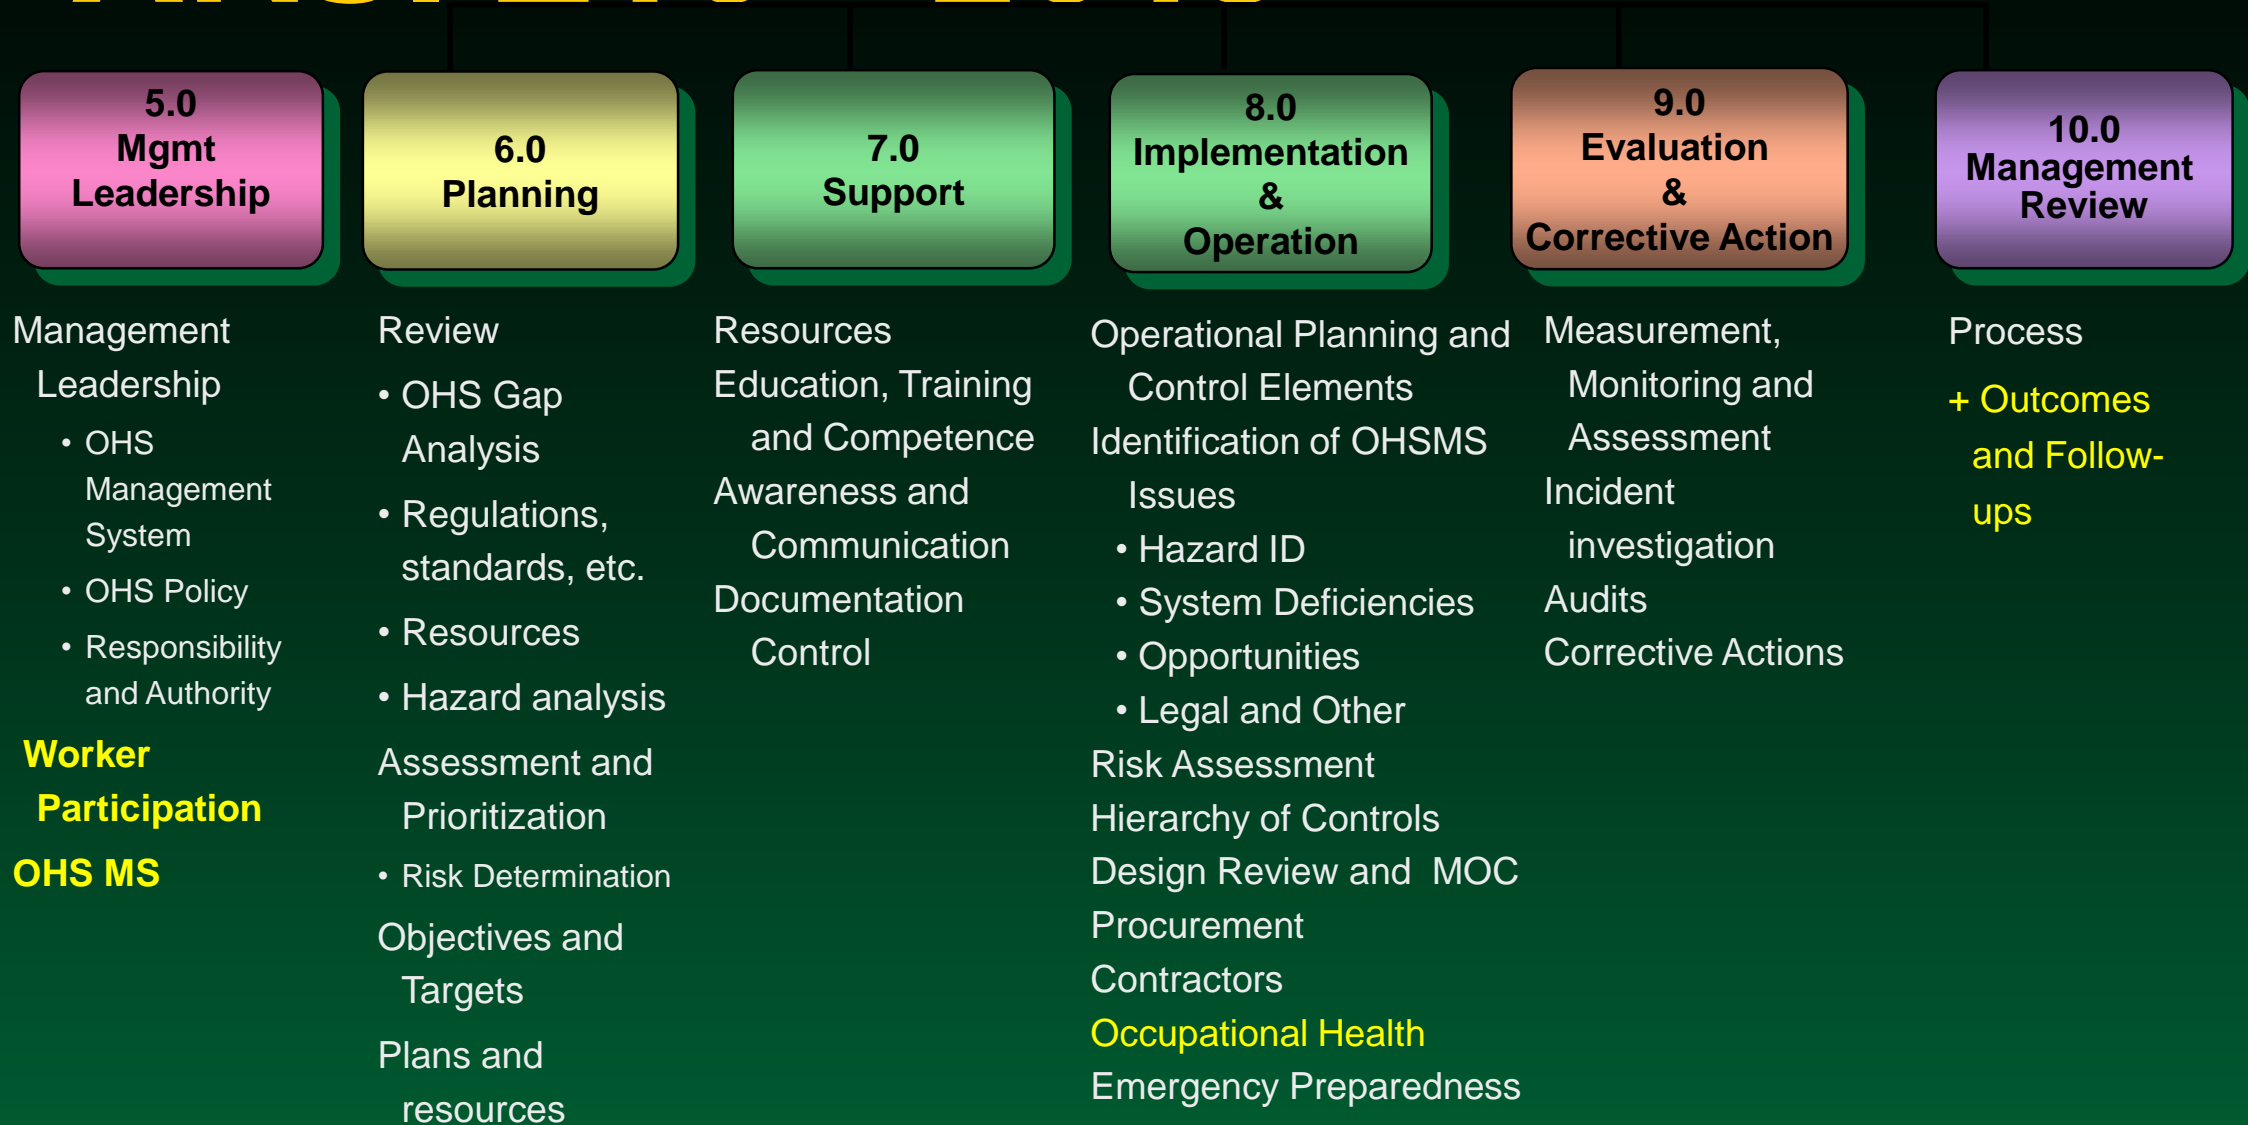 5.0
Mgmt
Leadership
Management
Leadership
• OHS
Management
System
• OHS Policy
• Responsibility
and Authority
Worker
Participation
OHS MS
6.0
Planning
Review
• OHS Gap
Analysis
• Regulations,
standards, etc.
• Resources
• Hazard analysis
Assessment and
Prioritization
• Risk Determination
Objectives and
Targets
Plans and
resources
7.0
Support
Resources
Education, Training
and Competence
Awareness and
Communication
Documentation
Control
8.0
Implementation
&
Operation
Operational Planning and
Control Elements
Identification of OHSMS
Issues
• Hazard ID
• System Deficiencies
• Opportunities
• Legal and Other
Risk Assessment
Hierarchy of Controls
Design Review and MOC
Procurement
Contractors
Occupational Health
Emergency Preparedness
9.0
Evaluation
&
Corrective Action
Measurement,
Monitoring and
Assessment
Incident
investigation
Audits
Corrective Actions
10.0
Management
Review
Process
+ Outcomes
and Follow-
ups